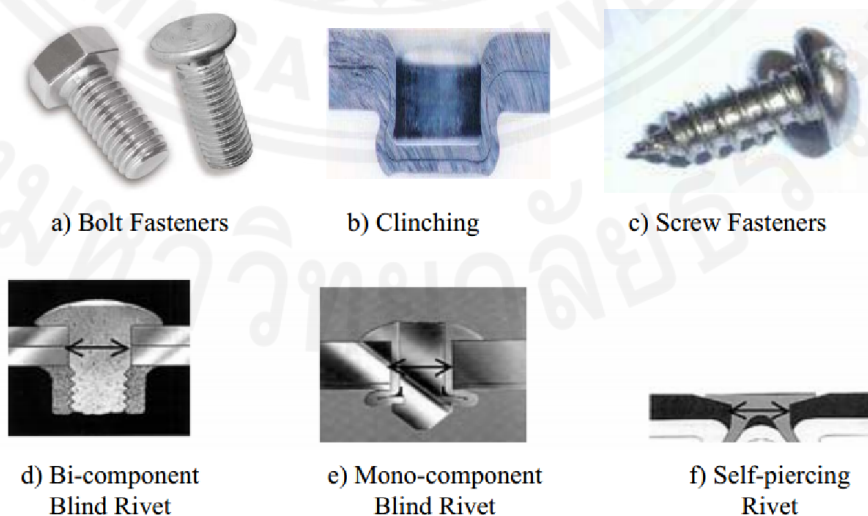 a) Bolt Fasteners
b) Clinching
c) Screw Fasteners
d) Bi-component
Blind Rivet
e) Mono-component
Blind Rivet
f) Self-piercing
Rivet